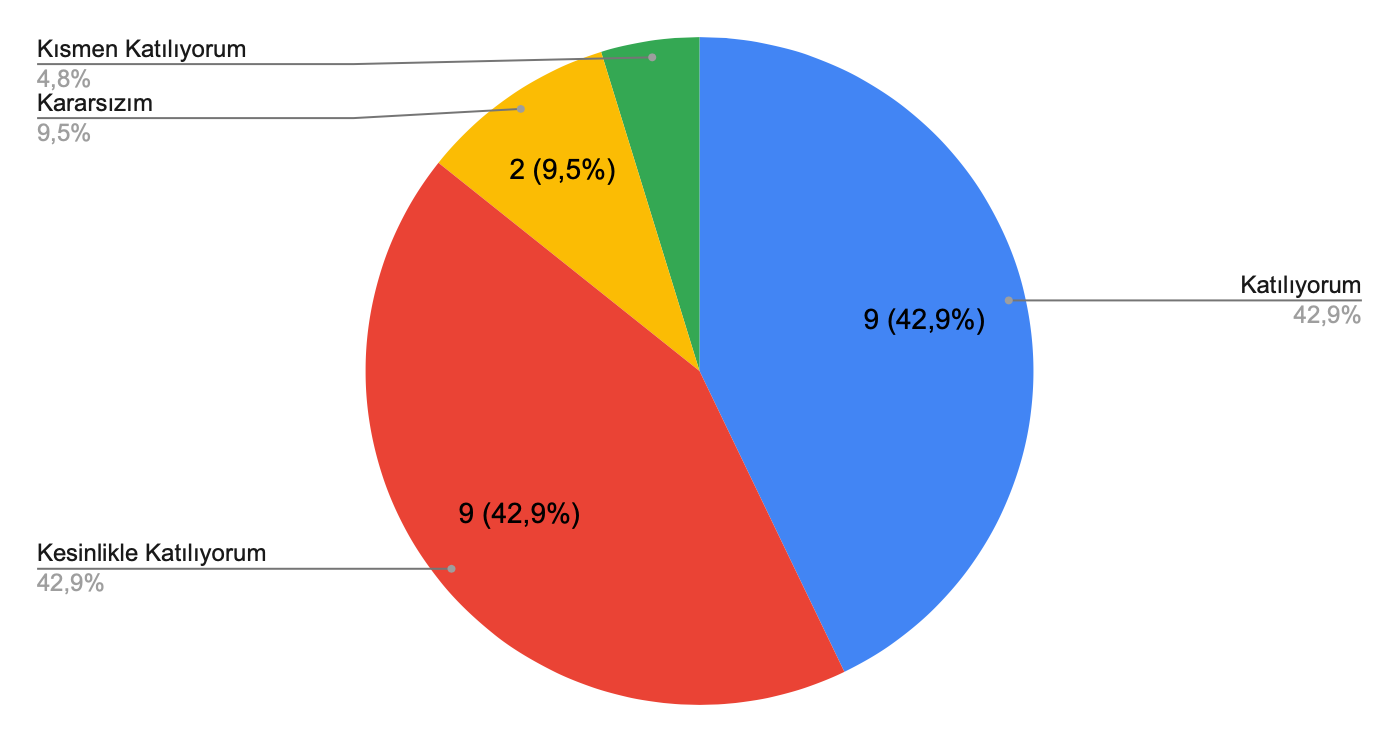 Kısmen Katılıyorum
4,8%
Kararsızım
9,5%
2 (9,5%)
Katılıyorum
42,9%
9 (42,9%)
9 (42,9%)
Kesinlikle Katılıyorum
42,9%